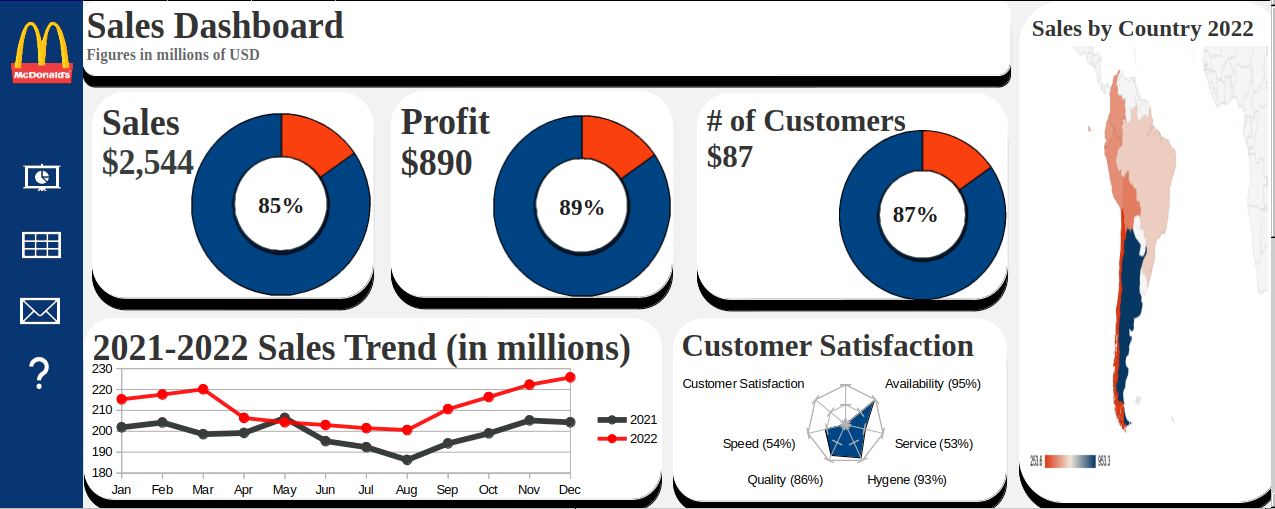 McDonald's
Sales Dashboard
Figures in millions of USD
Sales
$2,544
85%
Profit
$890
89%
# of Customers
$87
87%
2021-2022 Sales Trend (in millions)
230
220
210
200
190
180
Jan Feb Mar Apr May Jun Jul Aug Sep Oct Nov Dec
2021
2022
Customer Satisfaction
Customer Satisfaction
Availability (95%)
Speed (54%)
Service (53%)
Quality (86%)
Hygene (93%)
Sales by Country 2022
953.3